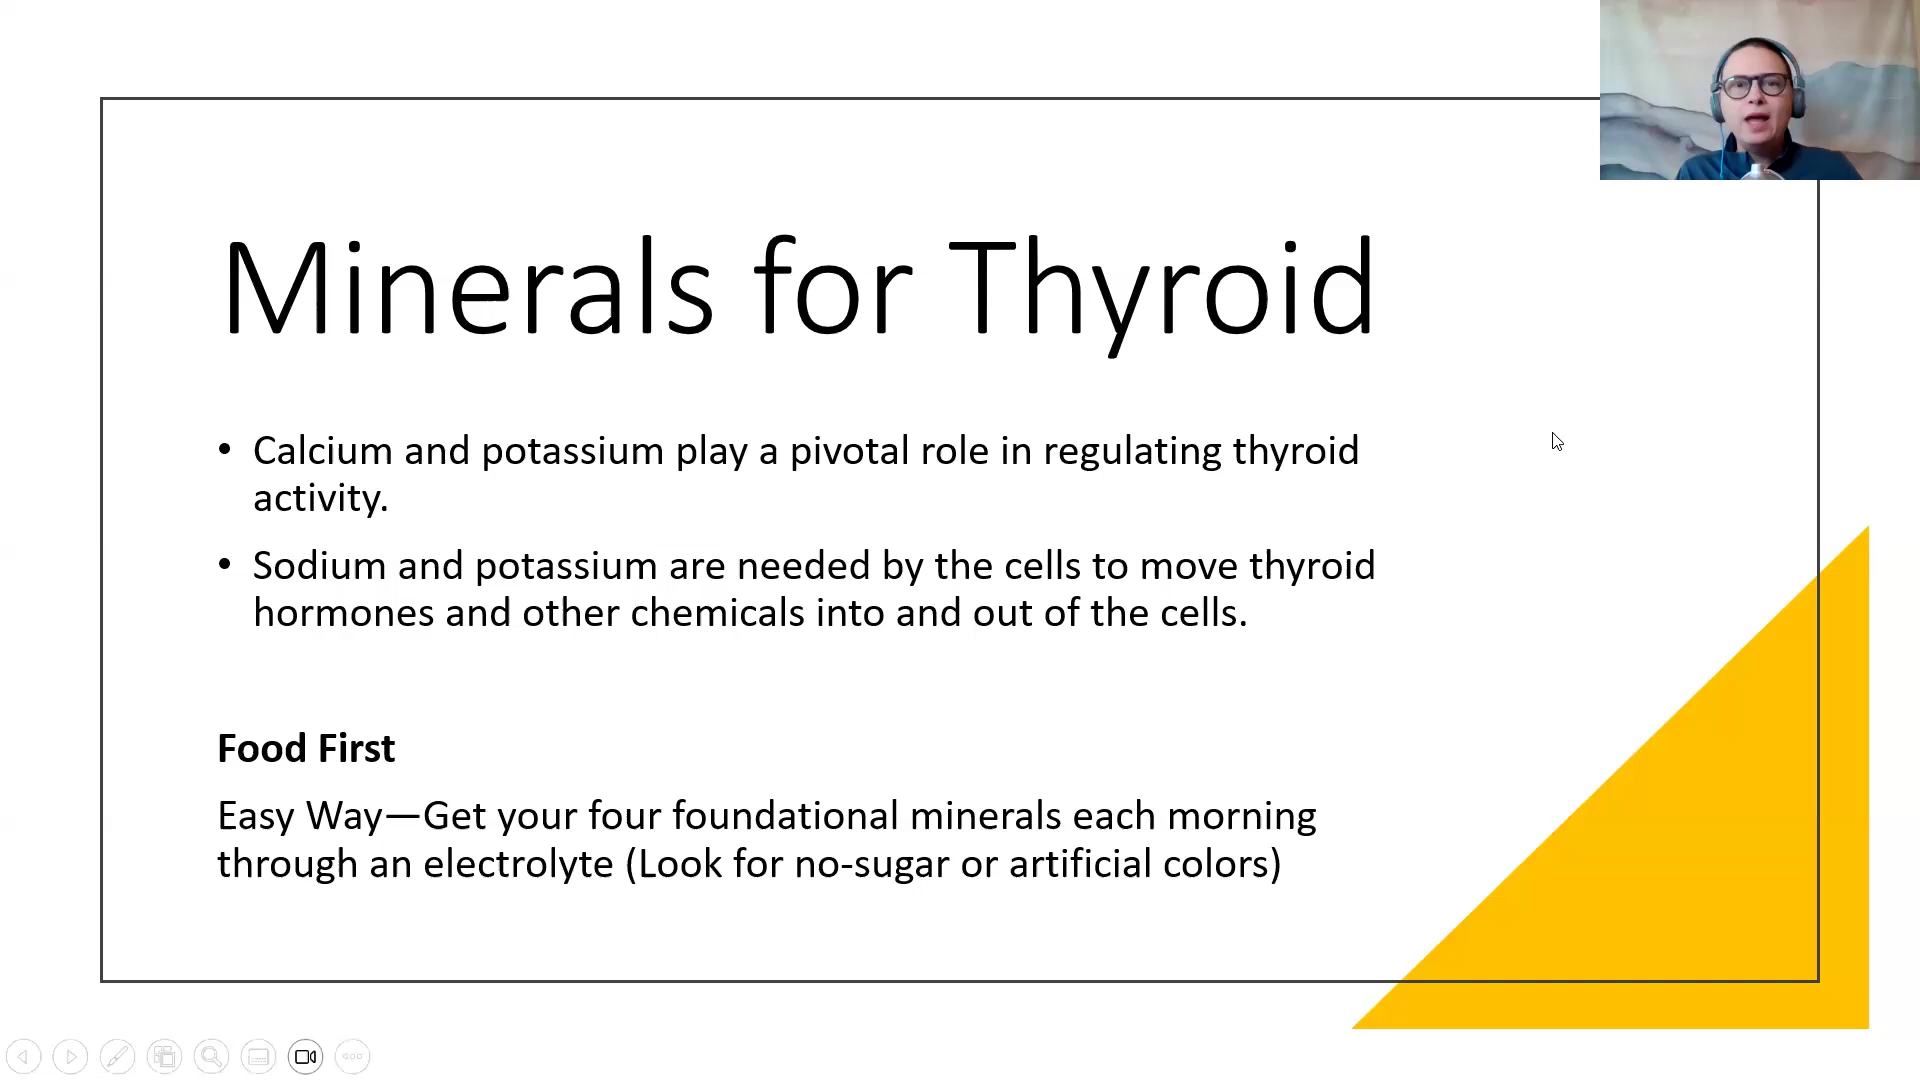 Minerals for Thyroid
• Calcium and potassium play a pivotal role in regulating thyroid
activity.
• Sodium and potassium are needed by the cells to move thyroid
hormones and other chemicals into and out of the cells.
Food First
Easy Way—Get your four foundational minerals each morning
through an electrolyte (Look for no-sugar or artificial colors)